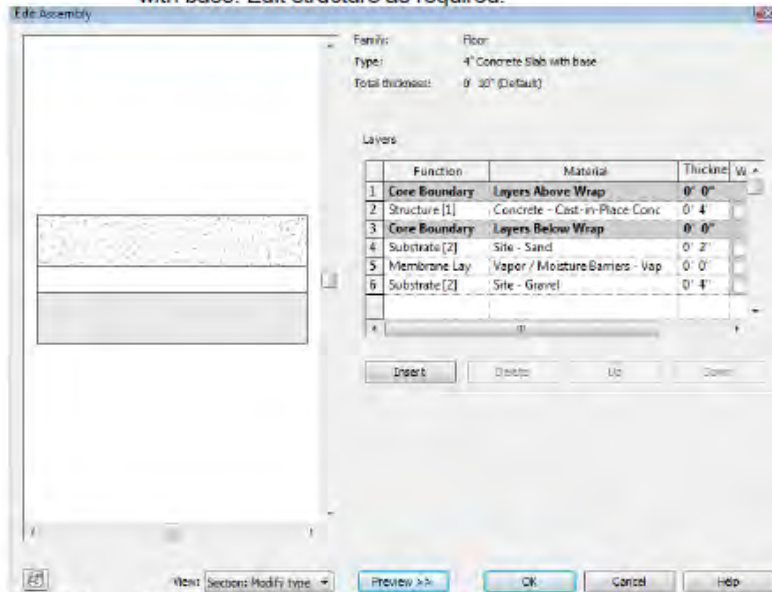 with base. Edit structure as required.
Edit Assembly
Family: Floor
Type: 4" Concrete Slab with base
Total thickness: 0' 10" (Default)
Layers
Function Material Thickne W
1 Core Boundary Layers Above Wrap 0' 0"
2 Structure [1] Concrete - Cast-in-Place Conc 0' 4"
3 Core Boundary Layers Below Wrap 0' 0"
4 Substrate [2] Site - Sand 0' 2"
5 Membrane Lay Vapor / Moisture Barriers - Vap 0' 0"
6 Substrate [2] Site - Gravel 0' 4"
Insert Delete Up Down
View: Section: Modify type Preview >> OK Cancel Help